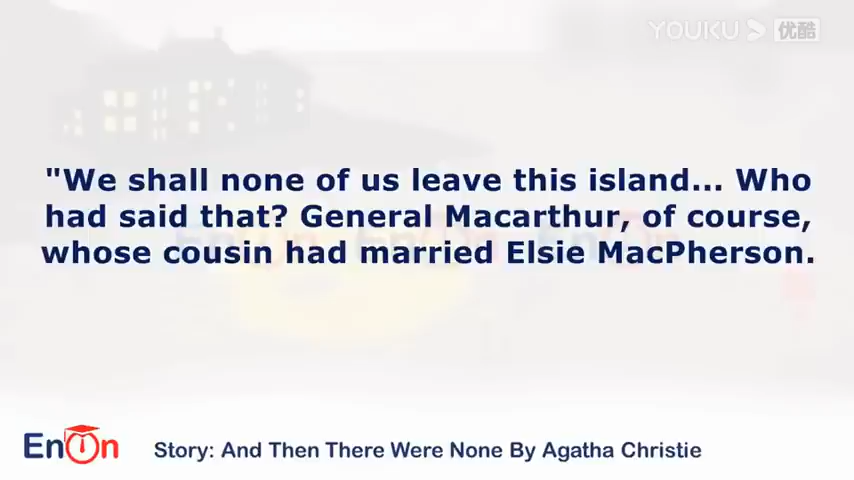 YOUKU 优酷
"We shall none of us leave this island... Who
had said that? General Macarthur, of course,
whose cousin had married Elsie MacPherson.
EnOn
Story: And Then There Were None By Agatha Christie